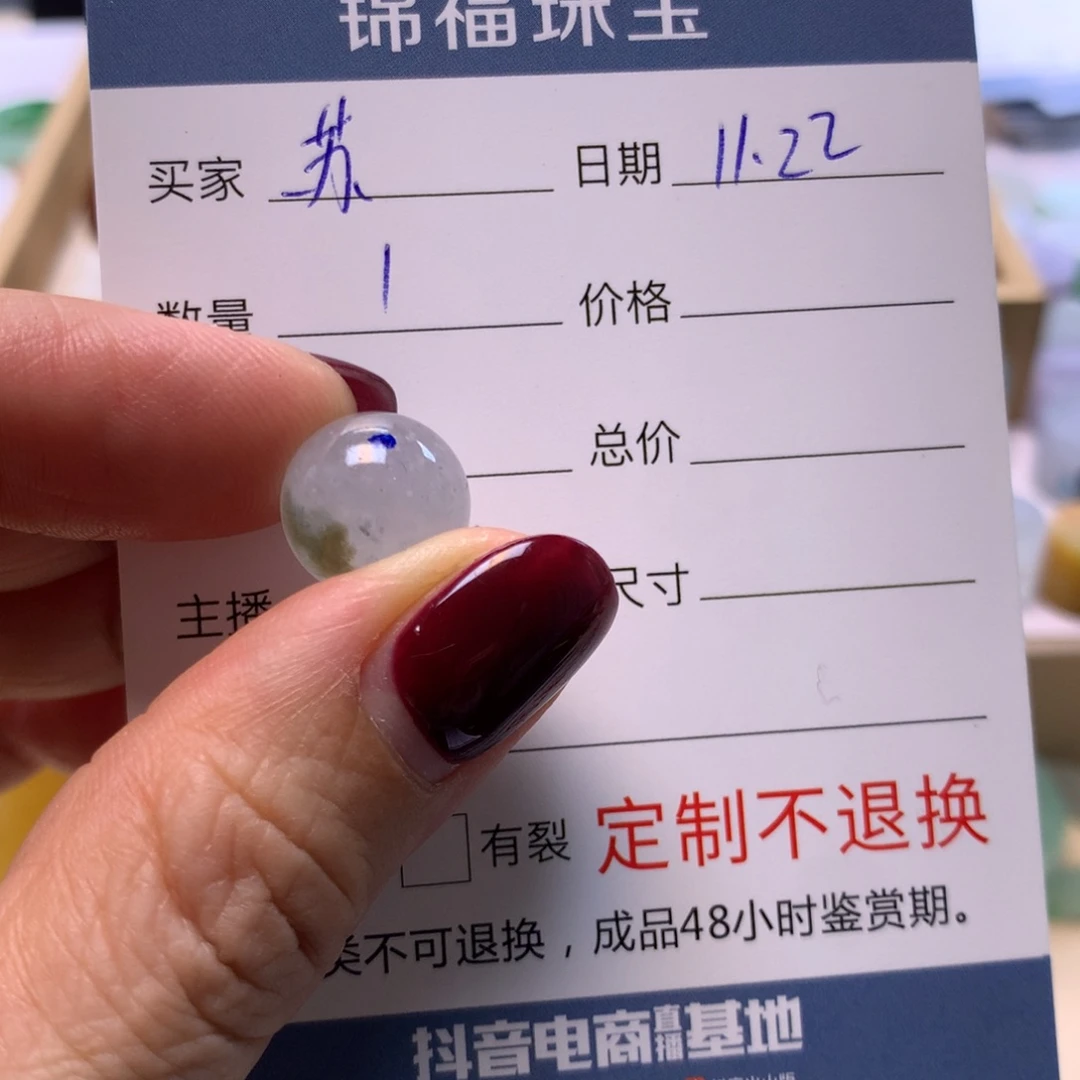 锦福珠宝
买家 苏 日期 11.22
数量 1 价格
总价
主播 尺寸
有裂 定制不退换
类不可退换，成品48小时鉴赏期。
抖音电商直播基地